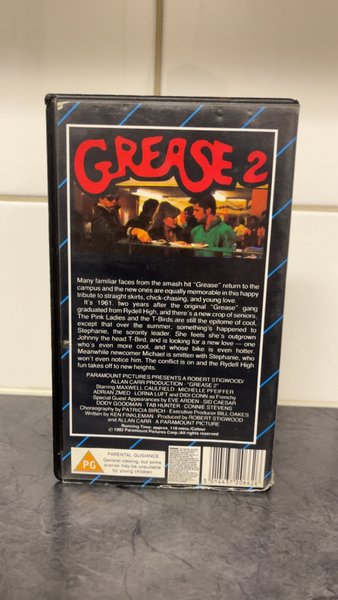 GREASE 2
Many familiar faces from the smash hit "Grease" return to the
campus and the new ones are equally memorable in this happy
tribute to straight skirts, chick-chasing, and young love.
It's 1961, two years after the original "Grease" gang
graduated from Rydell High, and there's a new crop of seniors.
The Pink Ladies and the T-Birds are still the epitome of cool,
except that over the summer, something's happened to
Stephanie, the sorority leader. She feels she's outgrown
Johnny the head T-Bird, and is looking for a new love — one
who's even more cool, and whose bike is even hotter.
Meanwhile newcomer Michael is smitten with Stephanie, who
won't even notice him. The conflict is on and the Rydell High
fun takes off to new heights.
PARAMOUNT PICTURES PRESENTS A ROBERT STIGWOOD/
ALLAN CARR PRODUCTION "GREASE 2"
Starring MAXWELL CAULFIELD · MICHELLE PFEIFFER
ADRIAN ZMED · LORNA LUFT and DIDI CONN as Frenchy
Special Guest Appearances by EVE ARDEN · SID CAESAR
DODY GOODMAN · TAB HUNTER · CONNIE STEVENS
Choreography by PATRICIA BIRCH · Executive Producer BILL OAKES
Written by KEN FINKLEMAN · Produced by ROBERT STIGWOOD
and ALLAN CARR · A PARAMOUNT PICTURE
Running Time: approx. 110 mins./Colour
© 1982 Paramount Pictures Corp./All rights reserved.
PG
PARENTAL GUIDANCE
General viewing, but some
scenes may be unsuitable
for young children